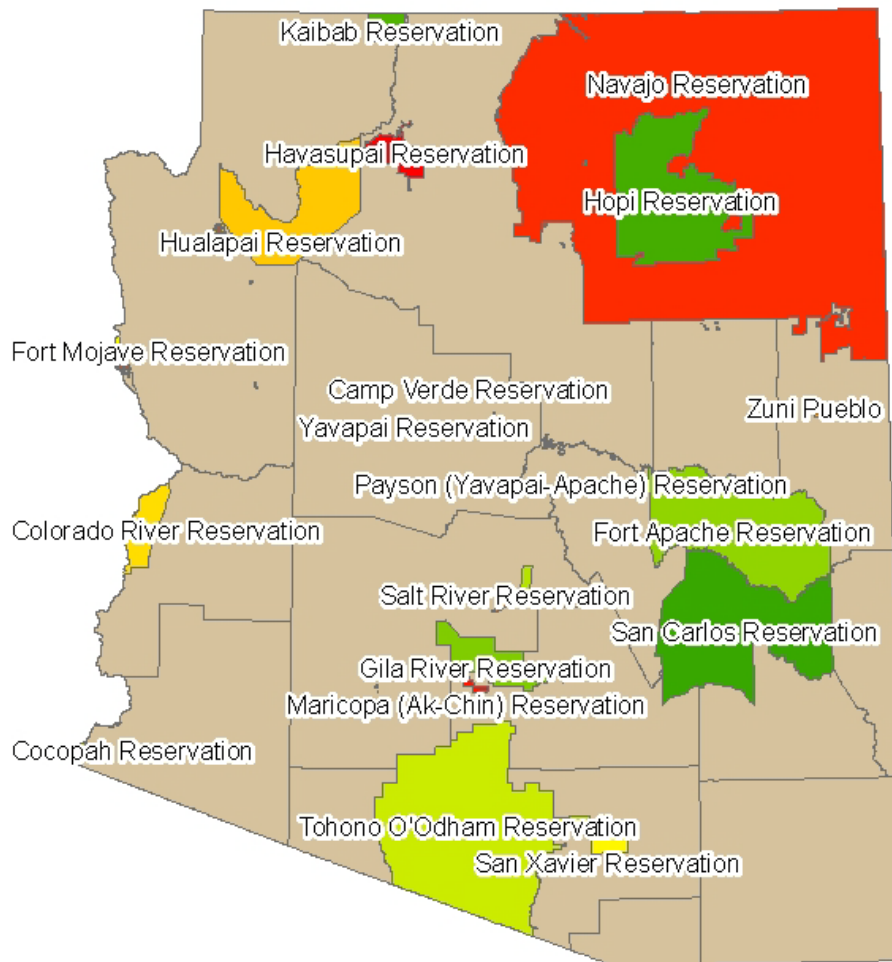 Kaibab Reservation
Navajo Reservation
Havasupai Reservation
Hopi Reservation
Hualapai Reservation
Fort Mojave Reservation
Camp Verde Reservation
Zuni Pueblo
Yavapai Reservation
Payson (Yavapai-Apache) Reservation
Colorado River Reservation
Fort Apache Reservation
Salt River Reservation
San Carlos Reservation
Gila River Reservation
Maricopa (Ak-Chin) Reservation
Cocopah Reservation
Tohono O'Odham Reservation
San Xavier Reservation